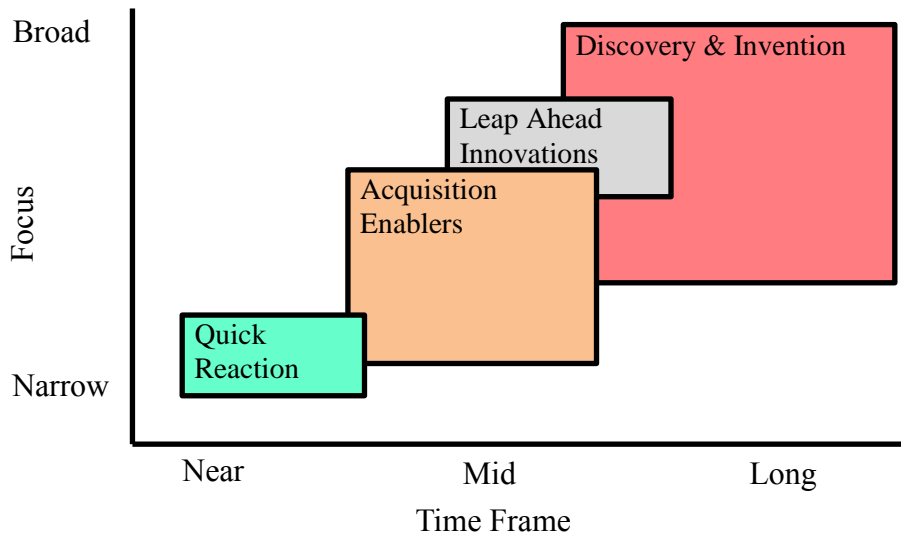 Broad
Discovery & Invention
Leap Ahead
Innovations
Acquisition
Enablers
Focus
Quick
Reaction
Narrow
Near
Mid
Long
Time Frame